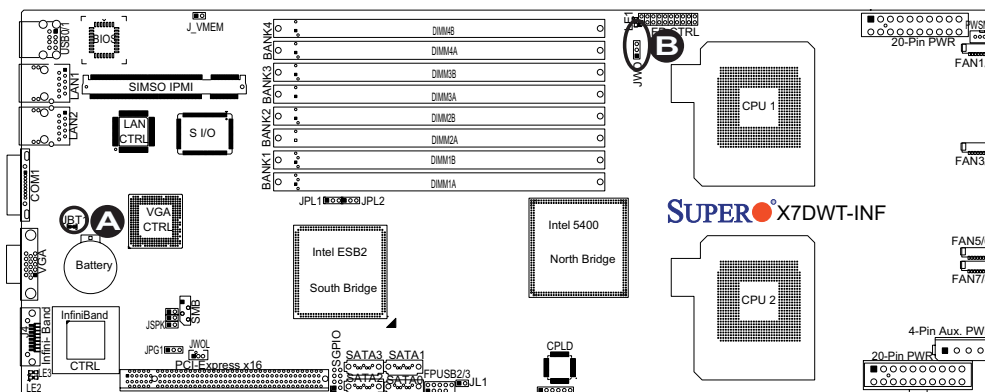 J_VMEM
LE1
FP CTRL
USB0/1
BIOS
BANK4
DIMM4B
DIMM4A
B
20-Pin PWR
FAN1
LAN1
SIMSO IPMI
BANK3
DIMM3B
DIMM3A
CPU 1
LAN2
LAN
CTRL
S I/O
BANK2
DIMM2B
DIMM2A
BANK1
DIMM1B
DIMM1A
FAN3
COM1
JPL1
JPL2
JBT
A
VGA
CTRL
SUPER X7DWT-INF
VGA
Battery
Intel ESB2
South Bridge
Intel 5400
North Bridge
FAN5/
FAN7/
CPU 2
J4
Infini-Band
InfiniBand
CTRL
SMB
JSPK
JPG1
JWOL
PCI-Express x16
LE3
LE2
SGPIO
SATA3
SATA1
SATA2
SATA0
FPUSB2/3
JL1
CPLD
4-Pin Aux. PW
20-Pin PWR